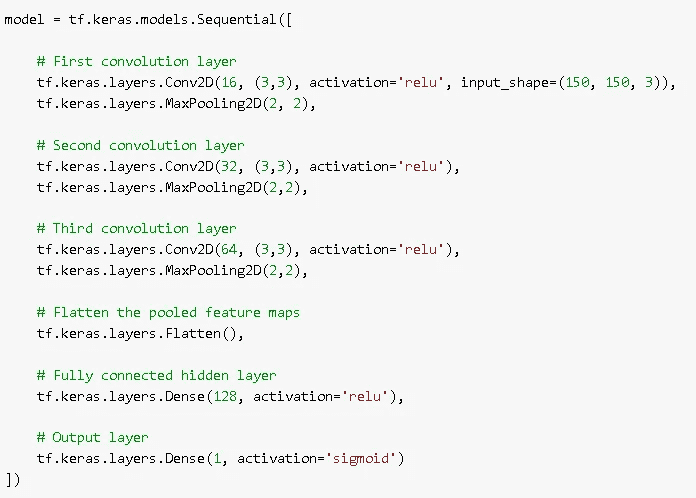 model = tf.keras.models.Sequential([
# First convolution layer
tf.keras.layers.Conv2D(16, (3,3), activation='relu', input_shape=(150, 150, 3)),
tf.keras.layers.MaxPooling2D(2, 2),
# Second convolution layer
tf.keras.layers.Conv2D(32, (3,3), activation='relu'),
tf.keras.layers.MaxPooling2D(2,2),
# Third convolution layer
tf.keras.layers.Conv2D(64, (3,3), activation='relu'),
tf.keras.layers.MaxPooling2D(2,2),
# Flatten the pooled feature maps
tf.keras.layers.Flatten(),
# Fully connected hidden layer
tf.keras.layers.Dense(128, activation='relu'),
# Output layer
tf.keras.layers.Dense(1, activation='sigmoid')
])